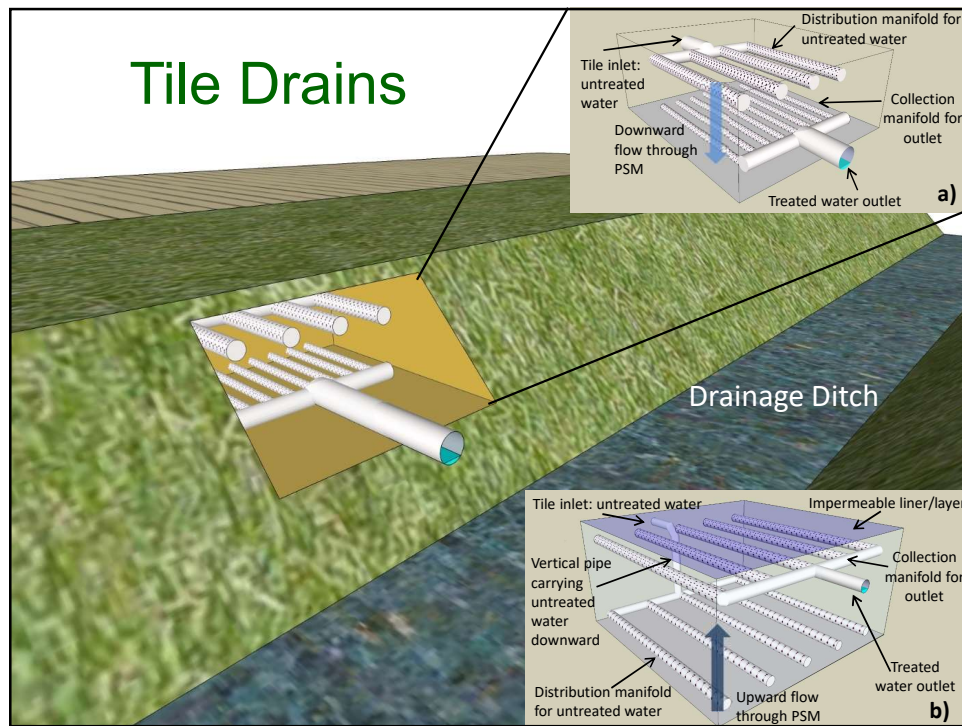 Tile Drains
Distribution manifold for
untreated water
Tile inlet:
untreated
water
Collection
manifold for
outlet
Downward
flow through
PSM
Treated water outlet
a)
Drainage Ditch
Tile inlet: untreated water
Impermeable liner/layer
Vertical pipe
carrying
untreated
water
downward
Collection
manifold for
outlet
Distribution manifold
for untreated water
Upward flow
through PSM
Treated
water outlet
b)